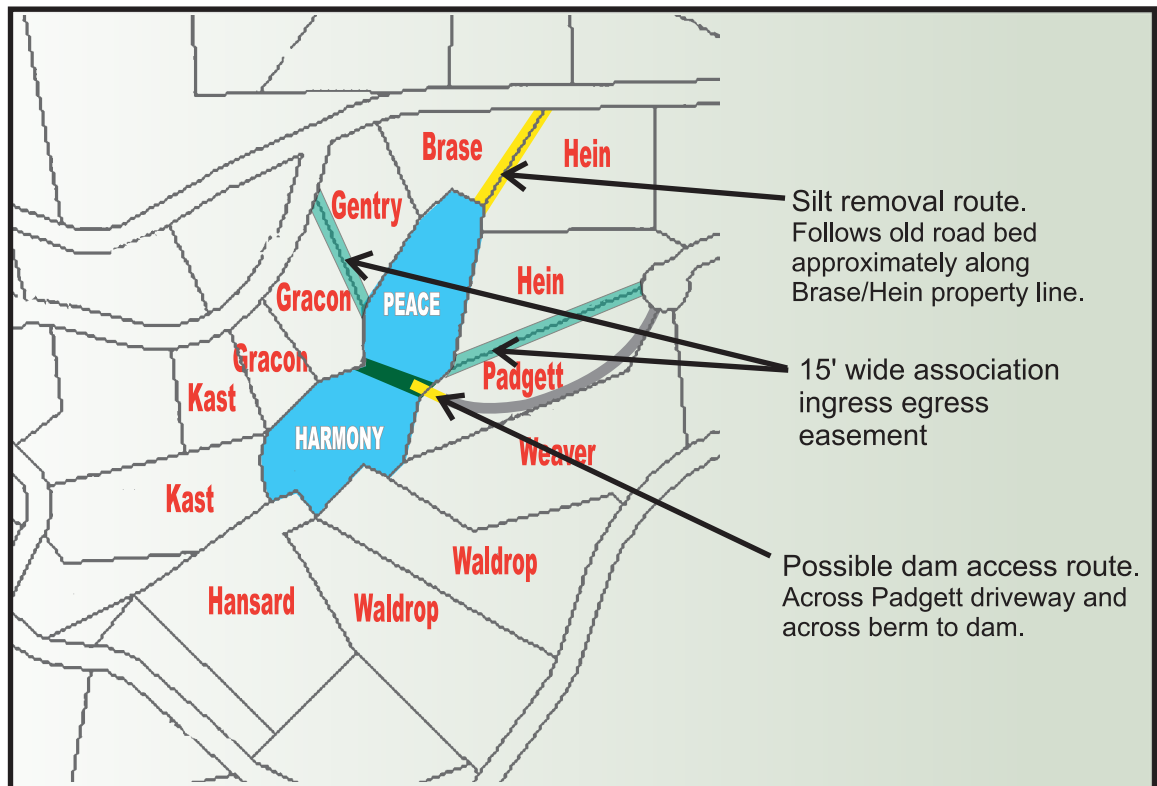 Brase
Hein
Gentry
Silt removal route.
Follows old road bed
approximately along
Brase/Hein property line.
Gracon
PEACE
Hein
Gracon
Kast
Padgett
15' wide association
ingress egress
easement
HARMONY
Weaver
Kast
Waldrop
Possible dam access route.
Across Padgett driveway and
across berm to dam.
Hansard
Waldrop